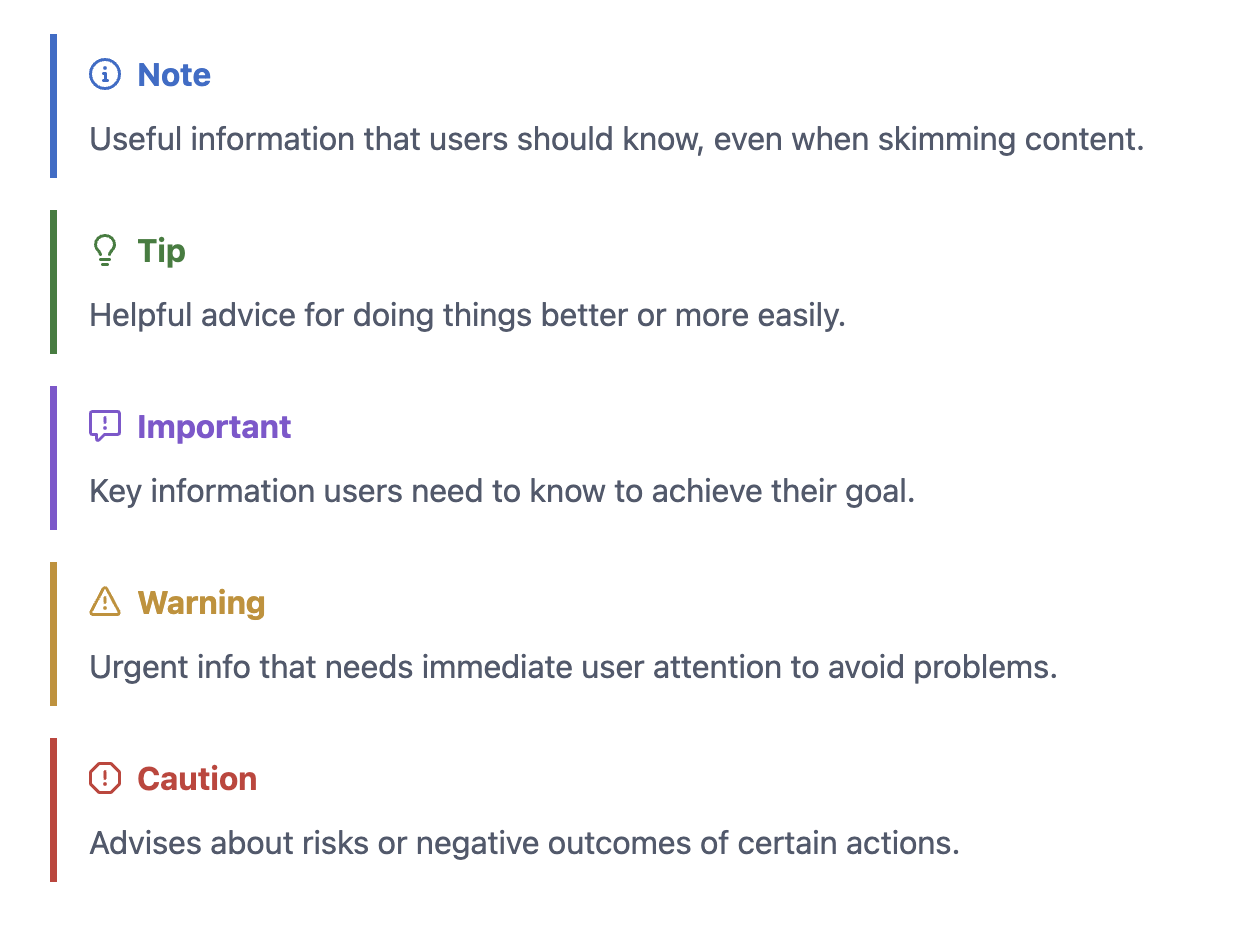 Note
Useful information that users should know, even when skimming content.
Tip
Helpful advice for doing things better or more easily.
Important
Key information users need to know to achieve their goal.
Warning
Urgent info that needs immediate user attention to avoid problems.
Caution
Advises about risks or negative outcomes of certain actions.